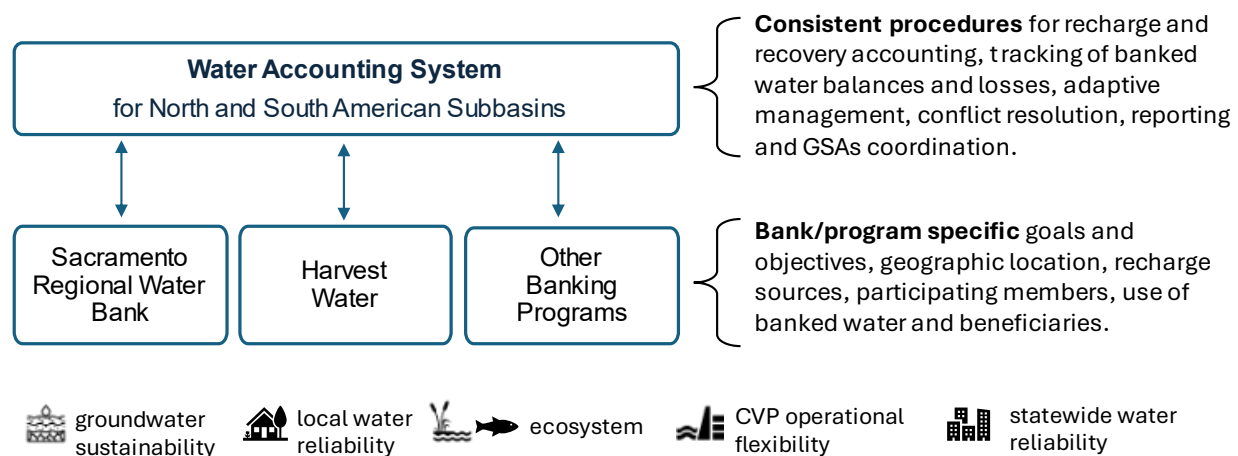 Water Accounting System
for North and South American Subbasins
Consistent procedures for recharge and
recovery accounting, t racking of banked
water balances and losses, adaptive
management, conflict resolution, reporting
and GSAs coordination.
Sacramento
Regional Water
Bank
Harvest
Water
Other
Banking
Programs
Bank/program specific goals and
objectives, geographic location, recharge
sources, participating members, use of
banked water and beneficiaries.
groundwater
sustainability
local water
reliability
ecosystem
CVP operational
flexibility
statewide water
reliability